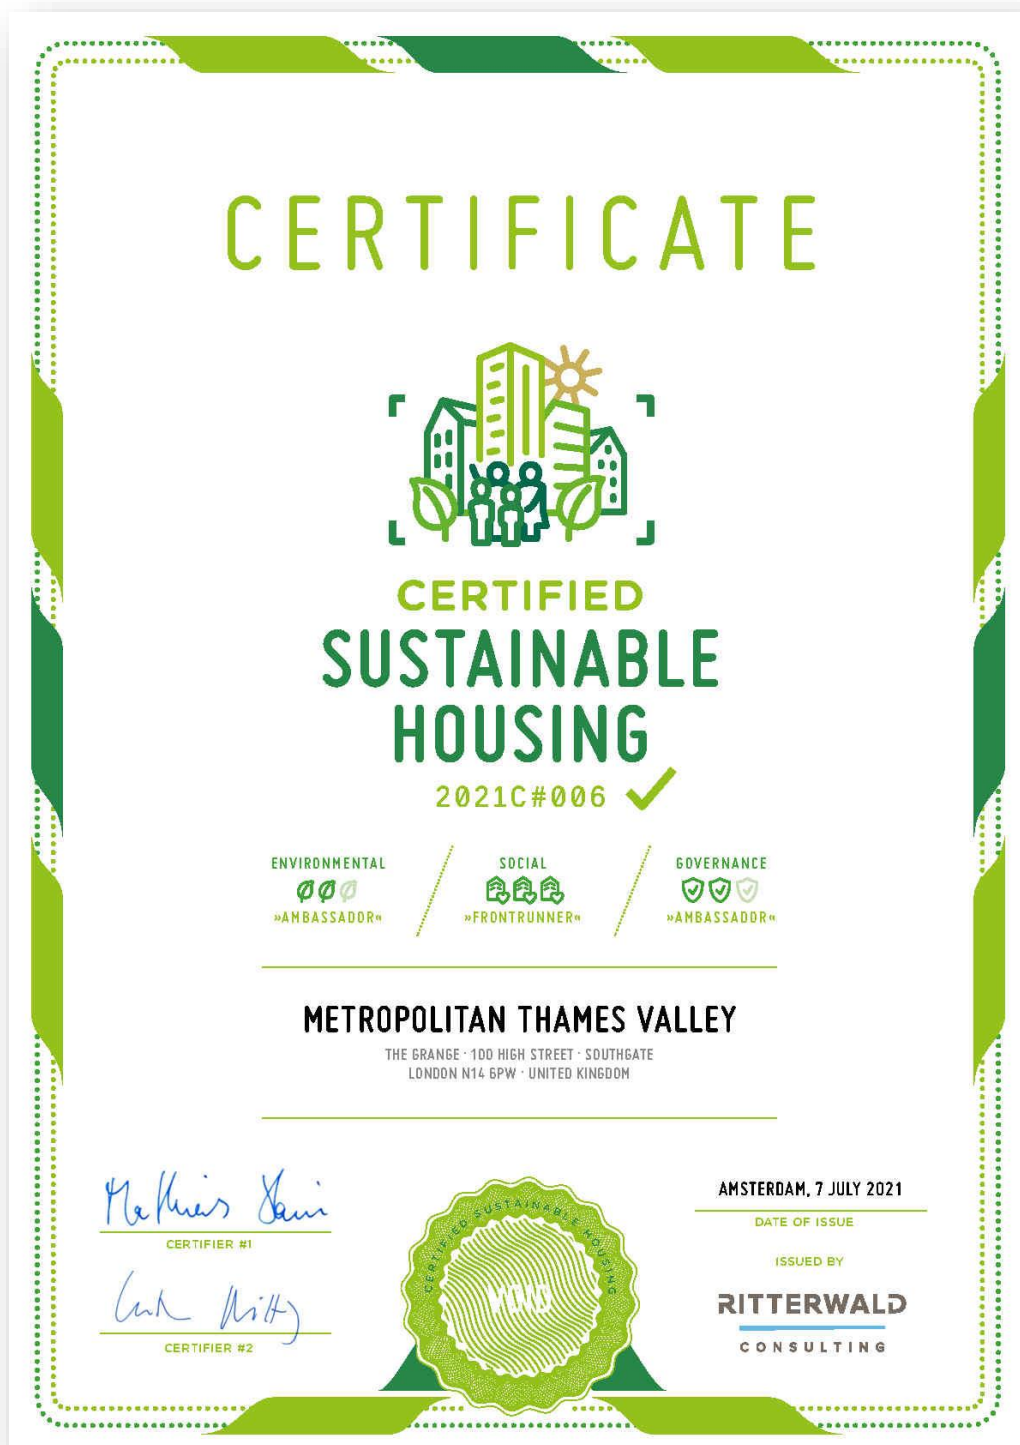 CERTIFICATE
CERTIFIED
SUSTAINABLE
HOUSING
2021C#006
ENVIRONMENTAL
»AMBASSADOR«
SOCIAL
»FRONTRUNNER«
GOVERNANCE
»AMBASSADOR«
METROPOLITAN THAMES VALLEY
THE GRANGE · 100 HIGH STREET · SOUTHGATE
LONDON N14 6PW · UNITED KINGDOM
CERTIFIER #1
CERTIFIER #2
CERTIFIED SUSTAINABLE HOUSING
VOID
AMSTERDAM, 7 JULY 2021
DATE OF ISSUE
ISSUED BY
RITTERWALD
CONSULTING